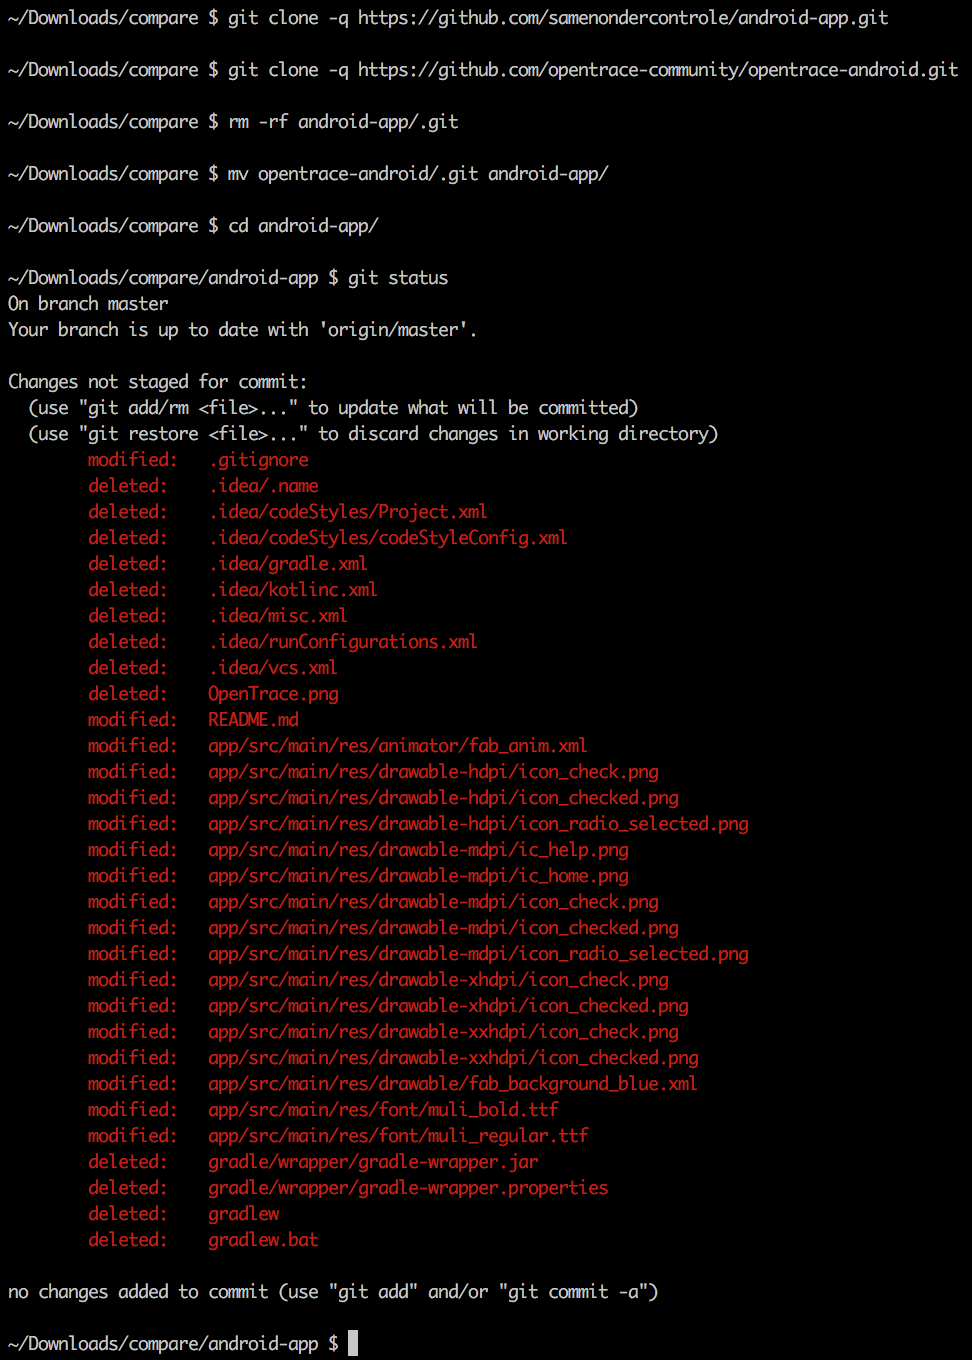 ~/Downloads/compare $ git clone -q https://github.com/samenondercontrole/android-app.git
~/Downloads/compare $ git clone -q https://github.com/opentrace-community/opentrace-android.git
~/Downloads/compare $ rm -rf android-app/.git
~/Downloads/compare $ mv opentrace-android/.git android-app/
~/Downloads/compare $ cd android-app/
~/Downloads/compare/android-app $ git status
On branch master
Your branch is up to date with 'origin/master'.
Changes not staged for commit:
(use "git add/rm <file>..." to update what will be committed)
(use "git restore <file>..." to discard changes in working directory)
modified: .gitignore
deleted: .idea/.name
deleted: .idea/codeStyles/Project.xml
deleted: .idea/codeStyles/codeStyleConfig.xml
deleted: .idea/gradle.xml
deleted: .idea/kotlinc.xml
deleted: .idea/misc.xml
deleted: .idea/runConfigurations.xml
deleted: .idea/vcs.xml
deleted: OpenTrace.png
modified: README.md
modified: app/src/main/res/animator/fab_anim.xml
modified: app/src/main/res/drawable-hdpi/icon_check.png
modified: app/src/main/res/drawable-hdpi/icon_checked.png
modified: app/src/main/res/drawable-hdpi/icon_radio_selected.png
modified: app/src/main/res/drawable-mdpi/ic_help.png
modified: app/src/main/res/drawable-mdpi/ic_home.png
modified: app/src/main/res/drawable-mdpi/icon_check.png
modified: app/src/main/res/drawable-mdpi/icon_checked.png
modified: app/src/main/res/drawable-mdpi/icon_radio_selected.png
modified: app/src/main/res/drawable-xhdpi/icon_check.png
modified: app/src/main/res/drawable-xhdpi/icon_checked.png
modified: app/src/main/res/drawable-xxhdpi/icon_check.png
modified: app/src/main/res/drawable-xxhdpi/icon_checked.png
modified: app/src/main/res/drawable/fab_background_blue.xml
modified: app/src/main/res/font/muli_bold.ttf
modified: app/src/main/res/font/muli_regular.ttf
deleted: gradle/wrapper/gradle-wrapper.jar
deleted: gradle/wrapper/gradle-wrapper.properties
deleted: gradlew
deleted: gradlew.bat
no changes added to commit (use "git add" and/or "git commit -a")
~/Downloads/compare/android-app $